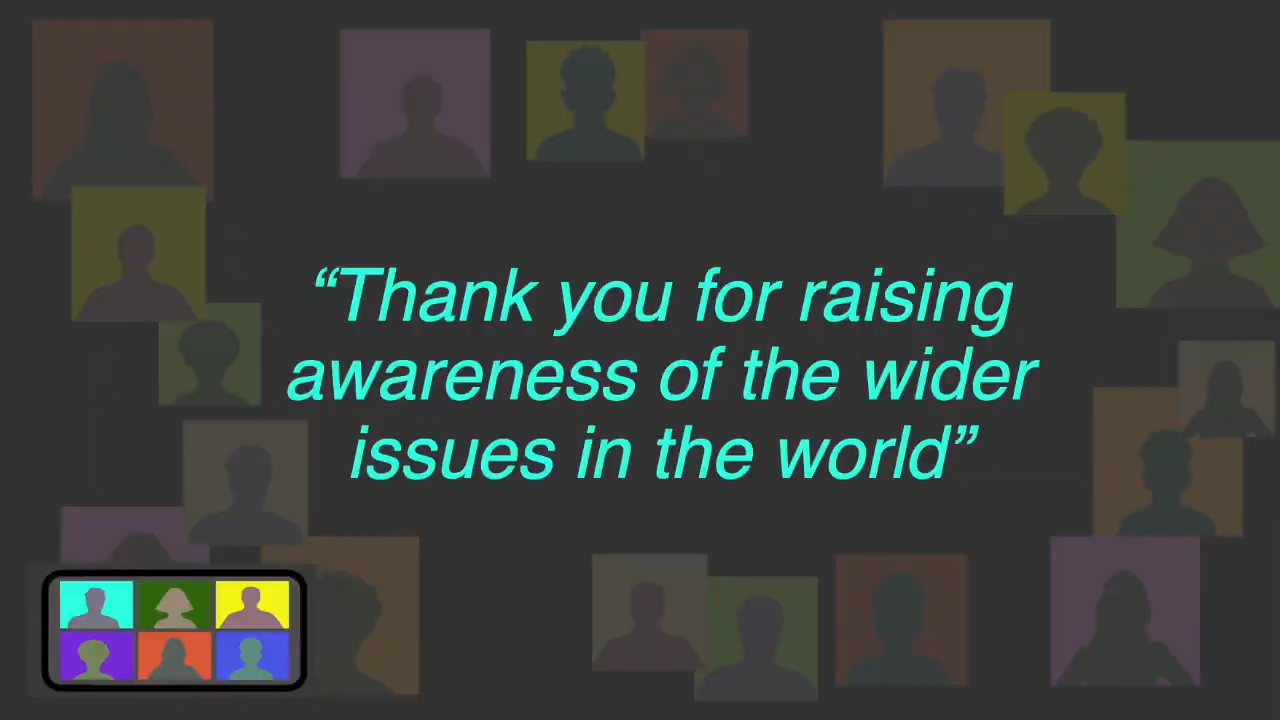 “Thank you for raising
awareness of the wider
issues in the world”